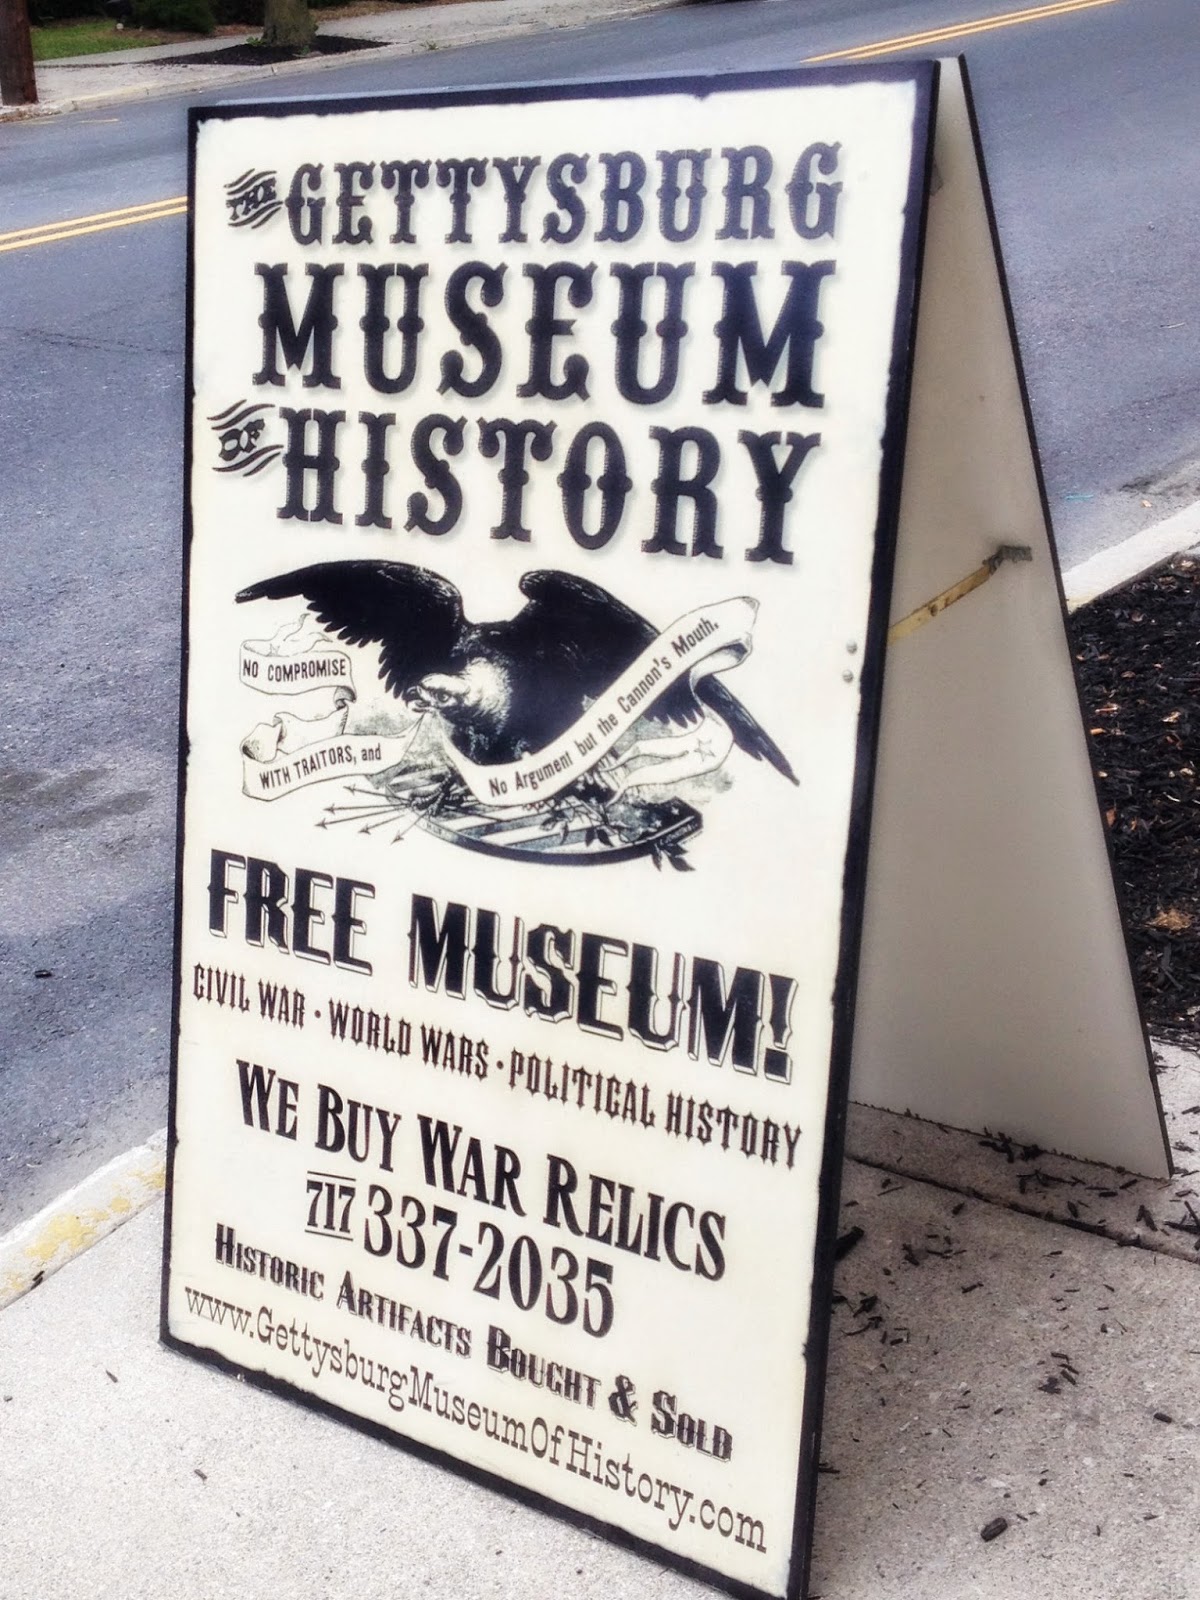 THE GETTYSBURG
MUSEUM
OF HISTORY
NO COMPROMISE
WITH TRAITORS, and
No Argument but the Cannon's Mouth.
FREE MUSEUM!
CIVIL WAR • WORLD WARS • POLITICAL HISTORY
WE BUY WAR RELICS
717 337-2035
HISTORIC ARTIFACTS BOUGHT & SOLD
www.GettysburgMuseumOfHistory.com